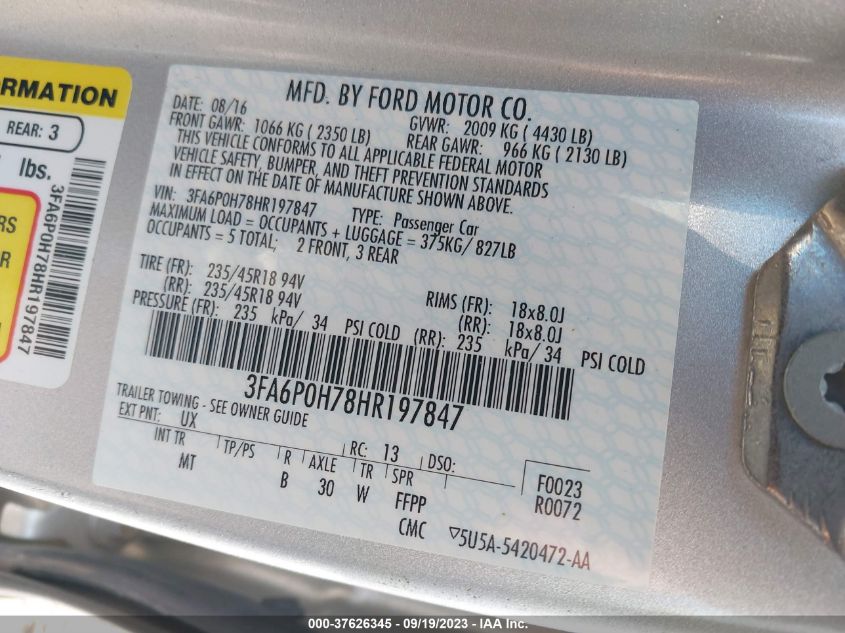 ORMATION
REAR: 3
lbs.
3FA6P0H78HR197847
RS
R
MFD. BY FORD MOTOR CO.
DATE: 08/16 GVWR: 2009 KG ( 4430 LB)
FRONT GAWR: 1066 KG ( 2350 LB) REAR GAWR: 966 KG ( 2130 LB)
THIS VEHICLE CONFORMS TO ALL APPLICABLE FEDERAL MOTOR
VEHICLE SAFETY, BUMPER, AND THEFT PREVENTION STANDARDS
IN EFFECT ON THE DATE OF MANUFACTURE SHOWN ABOVE.
VIN: 3FA6P0H78HR197847 TYPE: Passenger Car
MAXIMUM LOAD = OCCUPANTS + LUGGAGE = 375KG/ 827LB
OCCUPANTS = 5 TOTAL; 2 FRONT, 3 REAR
TIRE (FR): 235/45R18 94V RIMS (FR): 18x8.0J
(RR): 235/45R18 94V (RR): 18x8.0J
PRESSURE (FR): 235 kPa/ 34 PSI COLD (RR): 235 kPa/ 34 PSI COLD
3FA6P0H78HR197847
TRAILER TOWING - SEE OWNER GUIDE
EXT PNT: UX RC: 13 DSO:
INT TR TP/PS R AXLE TR SPR F0023
MT B 30 W FFPP R0072
CMC ▽5U5A-5420472-AA
000-37626345 - 09/19/2023 - IAA Inc.